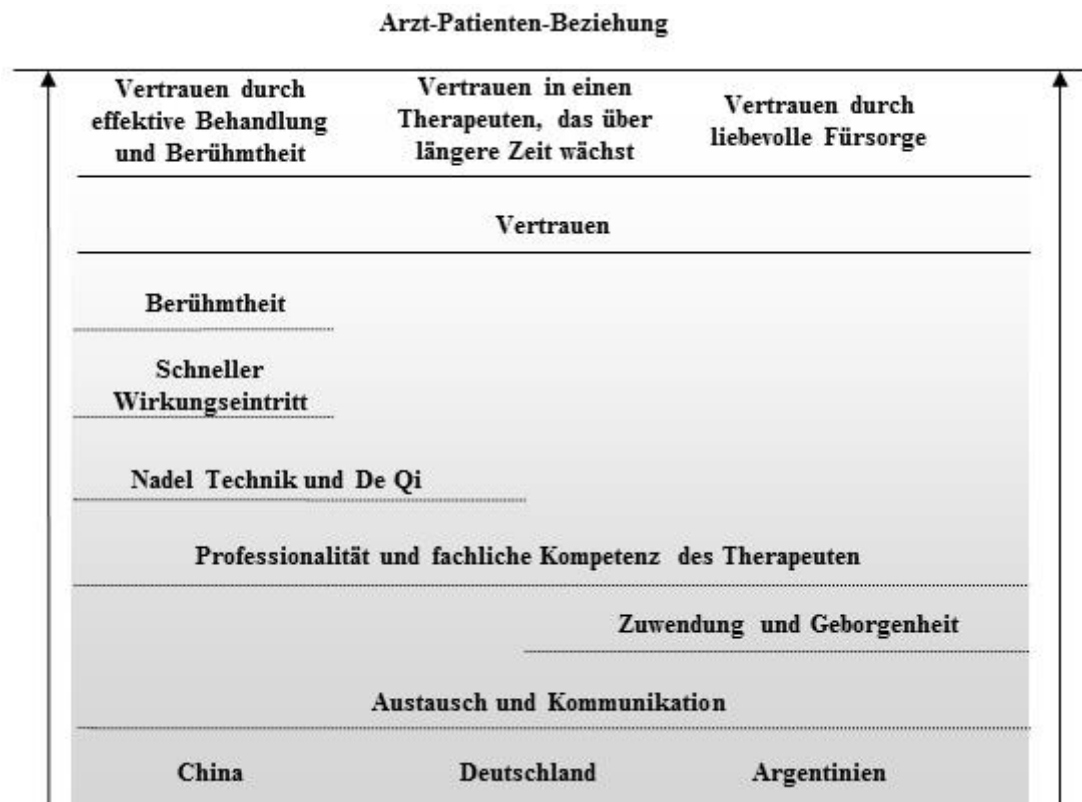 Arzt-Patienten-Beziehung
Vertrauen durch
effektive Behandlung
und Berühmtheit
Vertrauen in einen
Therapeuten, das über
längere Zeit wächst
Vertrauen durch
liebevolle Fürsorge
Vertrauen
Berühmtheit
Schneller
Wirkungseintritt
Nadel Technik und De Qi
Professionalität und fachliche Kompetenz des Therapeuten
Zuwendung und Geborgenheit
Austausch und Kommunikation
China
Deutschland
Argentinien